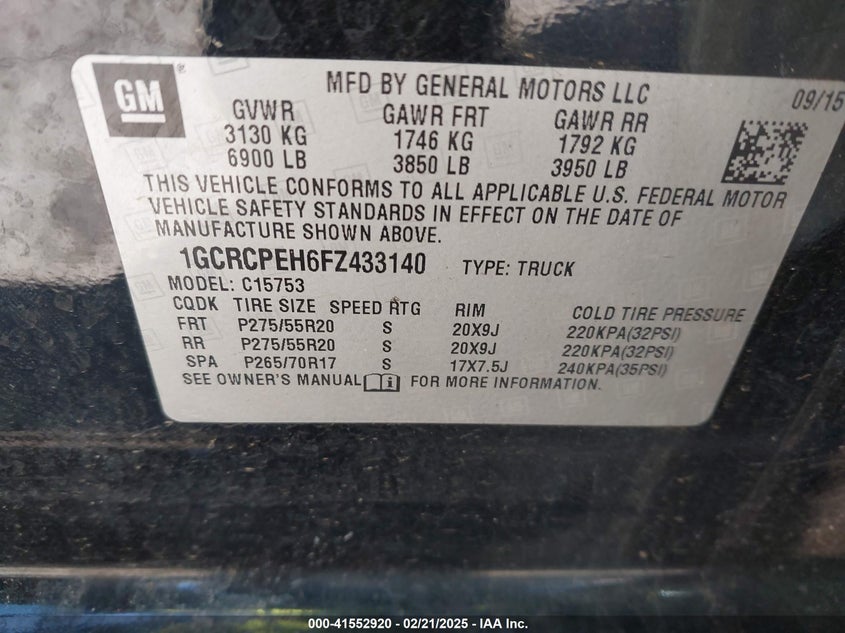 GM ® MFD BY GENERAL MOTORS LLC 09/15
GVWR GAWR FRT GAWR RR
3130 KG 1746 KG 1792 KG
6900 LB 3850 LB 3950 LB
THIS VEHICLE CONFORMS TO ALL APPLICABLE U.S. FEDERAL MOTOR
VEHICLE SAFETY STANDARDS IN EFFECT ON THE DATE OF
MANUFACTURE SHOWN ABOVE.
1GCRCPEH6FZ433140 TYPE: TRUCK
MODEL: C15753
CQDK TIRE SIZE SPEED RTG RIM COLD TIRE PRESSURE
FRT P275/55R20 S 20X9J 220KPA(32PSI)
RR P275/55R20 S 20X9J 220KPA(32PSI)
SPA P265/70R17 S 17X7.5J 240KPA(35PSI)
SEE OWNER'S MANUAL FOR MORE INFORMATION.
000-41552920 - 02/21/2025 - IAA Inc.